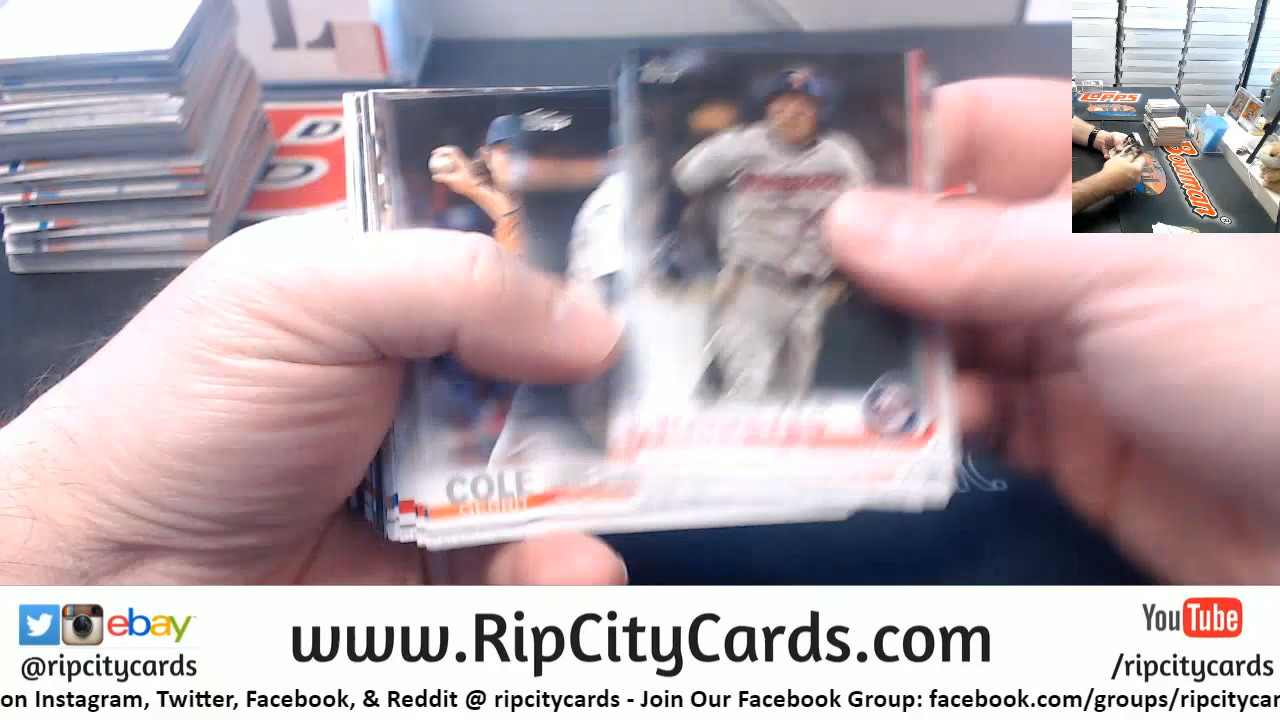 Topps
Bowman
®
COLE
GERRIT
ebay
@ripcitycards
www.RipCityCards.com
YouTube
/ripcitycards
on Instagram, Twitter, Facebook, & Reddit @ ripcitycards - Join Our Facebook Group: facebook.com/groups/ripcitycar